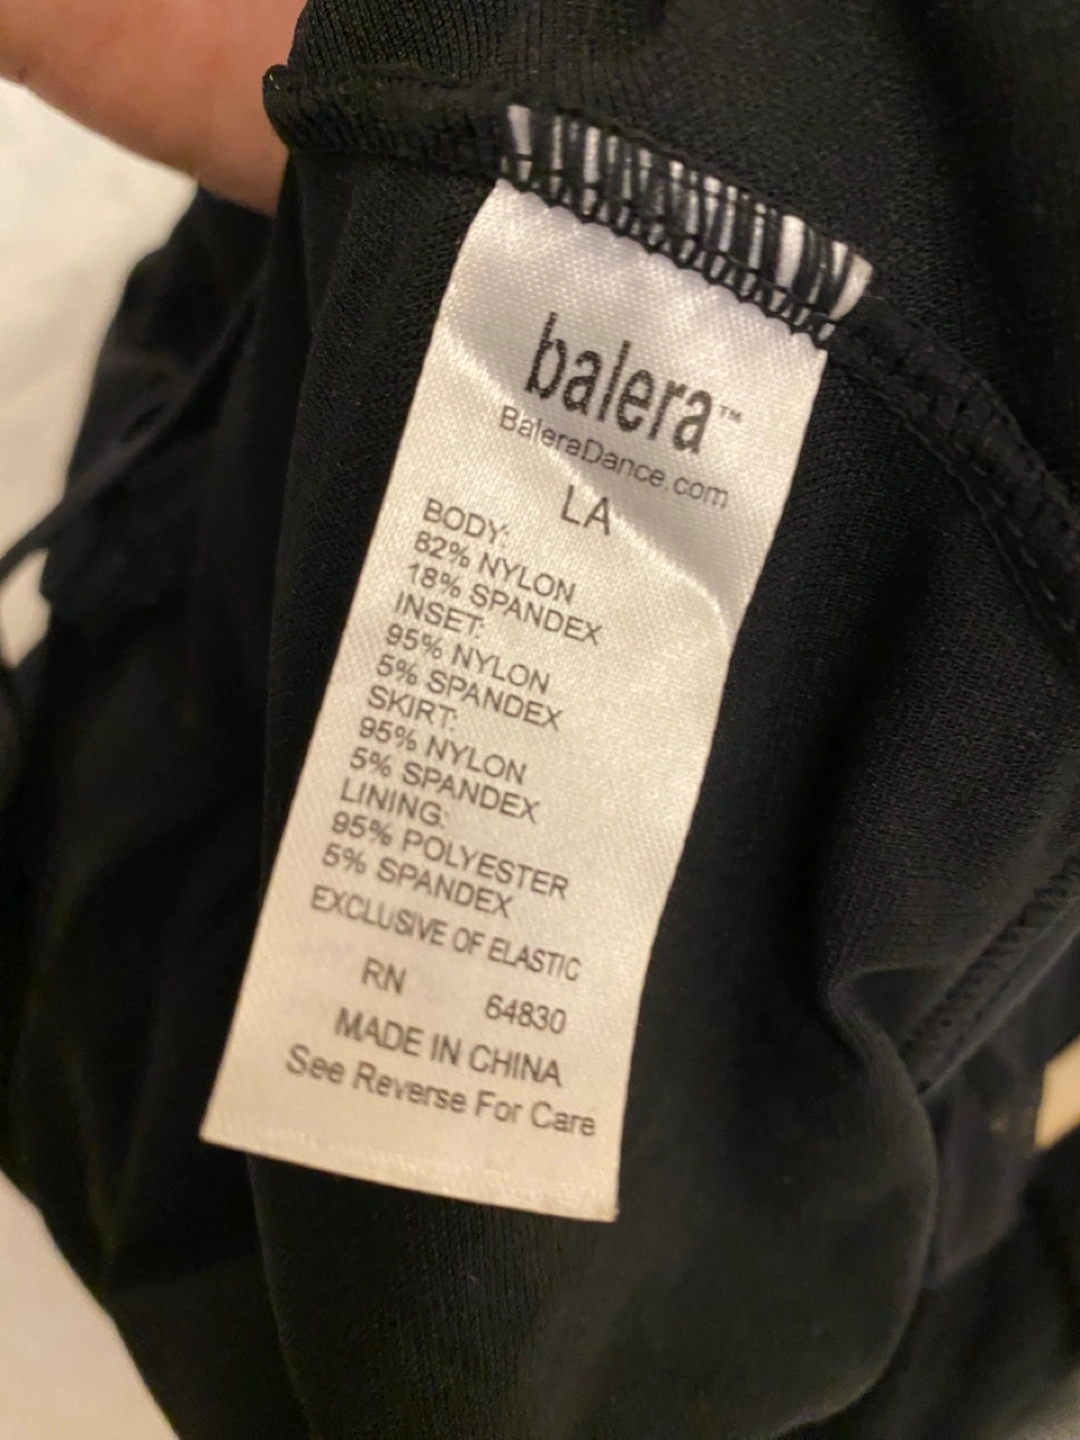 balera™
BaleraDance.com
LA
BODY:
82% NYLON
18% SPANDEX
INSET:
95% NYLON
5% SPANDEX
SKIRT:
95% NYLON
5% SPANDEX
LINING:
95% POLYESTER
5% SPANDEX
EXCLUSIVE OF ELASTIC
RN 64830
MADE IN CHINA
See Reverse For Care